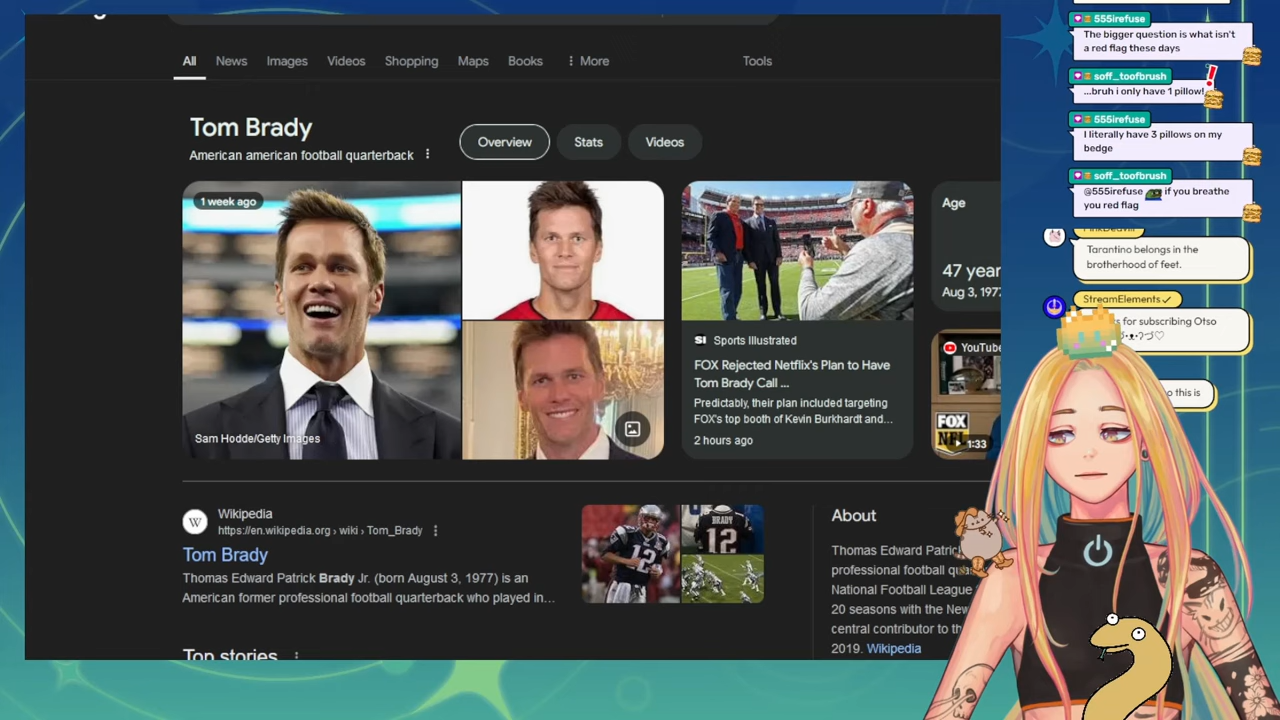 All
News
Images
Videos
Shopping
Maps
Books
More
Tools
Tom Brady
American american football quarterback
Overview
Stats
Videos
1 week ago
Sam Hodde/Getty Images
SI Sports Illustrated
FOX Rejected Netflix's Plan to Have
Tom Brady Call ...
Predictably, their plan included targeting
FOX's top booth of Kevin Burkhardt and...
2 hours ago
Age
47 year
Aug 3, 197
YouTube
FOX
NFL
1:33
W
Wikipedia
https://en.wikipedia.org › wiki › Tom_Brady
Tom Brady
Thomas Edward Patrick Brady Jr. (born August 3, 1977) is an
American former professional football quarterback who played in...
12
BRADY
12
About
Thomas Edward Patric
professional football qua
National Football League
20 seasons with the New
central contributor to th
2019. Wikipedia
Top stories
555irefuse
The bigger question is what isn't
a red flag these days
soff_toofbrush
...bruh i only have 1 pillow!
555irefuse
I literally have 3 pillows on my
bedge
soff_toofbrush
@555irefuse if you breathe
you red flag
Tarantino belongs in the
brotherhood of feet.
StreamElements
s for subscribing Otso
o this is